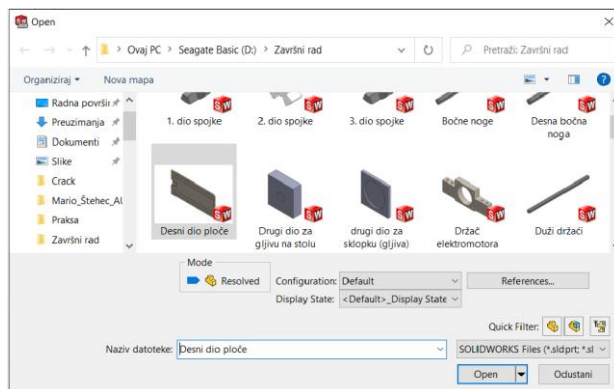 Open
Ovaj PC > Seagate Basic (D:) > Završni rad
Pretraži: Završni rad
Organiziraj
Nova mapa
Radna površin
Preuzimanja
Dokumenti
Slike
Crack
Mario_Štehec_Al
Praksa
Završni rad
1. dio spojke
2. dio spojke
3. dio spojke
Bočne noge
Desna bočna
noga
Desni dio ploče
Drugi dio za
gljivu na stolu
drugi dio za
sklopku (gljiva)
Držač
elektromotora
Duži držači
Mode
Resolved
Configuration: Default
References...
Display State: <Default>_Display State
Quick Filter:
Naziv datoteke: Desni dio ploče
SOLIDWORKS Files (*.sldprt; *.sl
Open
Odustani